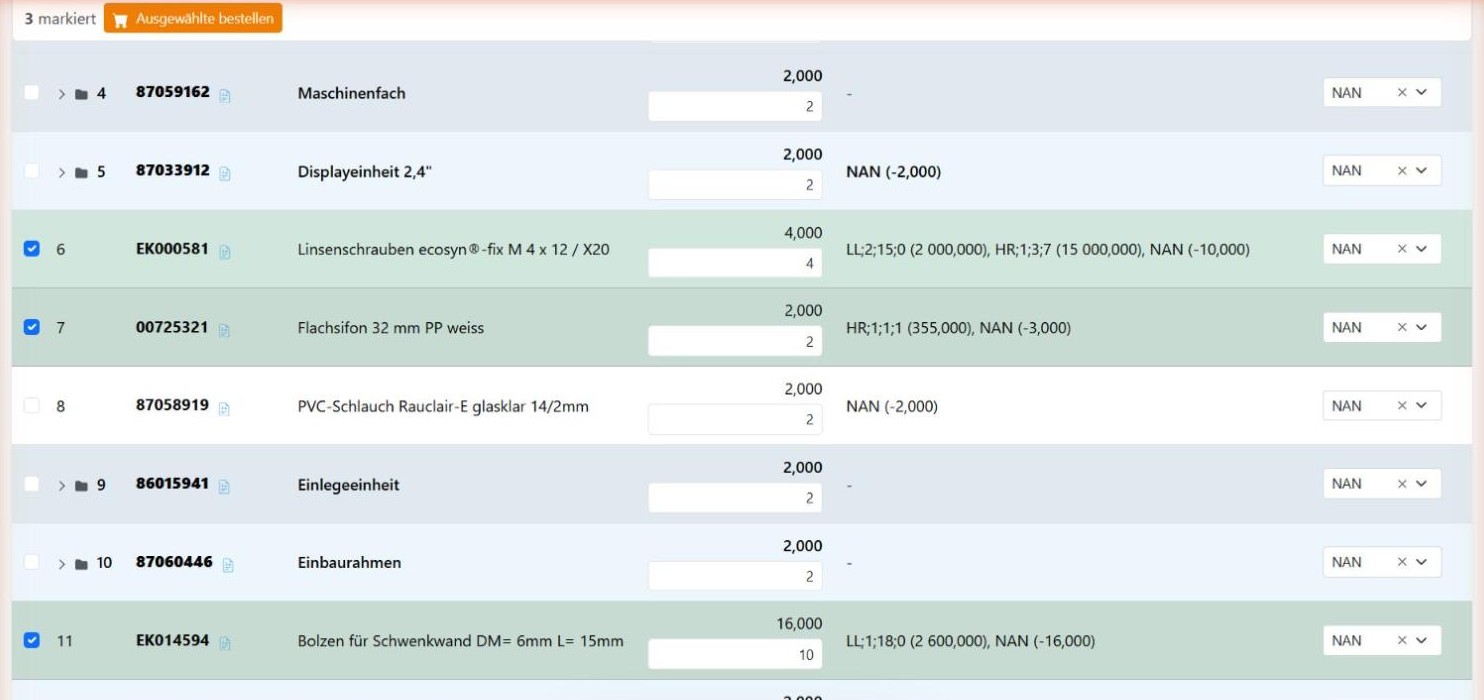 3 markiert Ausgewählte bestellen
2,000
4 87059162 Maschinenfach - NAN
2
2,000
5 87033912 Displayeinheit 2,4" NAN (-2,000) NAN
2
4,000
6 EK000581 Linsenschrauben ecosyn®-fix M 4 x 12 / X20 LL;2;15;0 (2 000,000), HR;1;3;7 (15 000,000), NAN (-10,000) NAN
4
2,000
7 00725321 Flachsifon 32 mm PP weiss HR;1;1;1 (355,000), NAN (-3,000) NAN
2
2,000
8 87058919 PVC-Schlauch Rauclair-E glasklar 14/2mm NAN (-2,000) NAN
2
2,000
9 86015941 Einlegeeinheit - NAN
2
2,000
10 87060446 Einbaurahmen - NAN
2
16,000
11 EK014594 Bolzen für Schwenkwand DM= 6mm L= 15mm LL;1;18;0 (2 600,000), NAN (-16,000) NAN
10